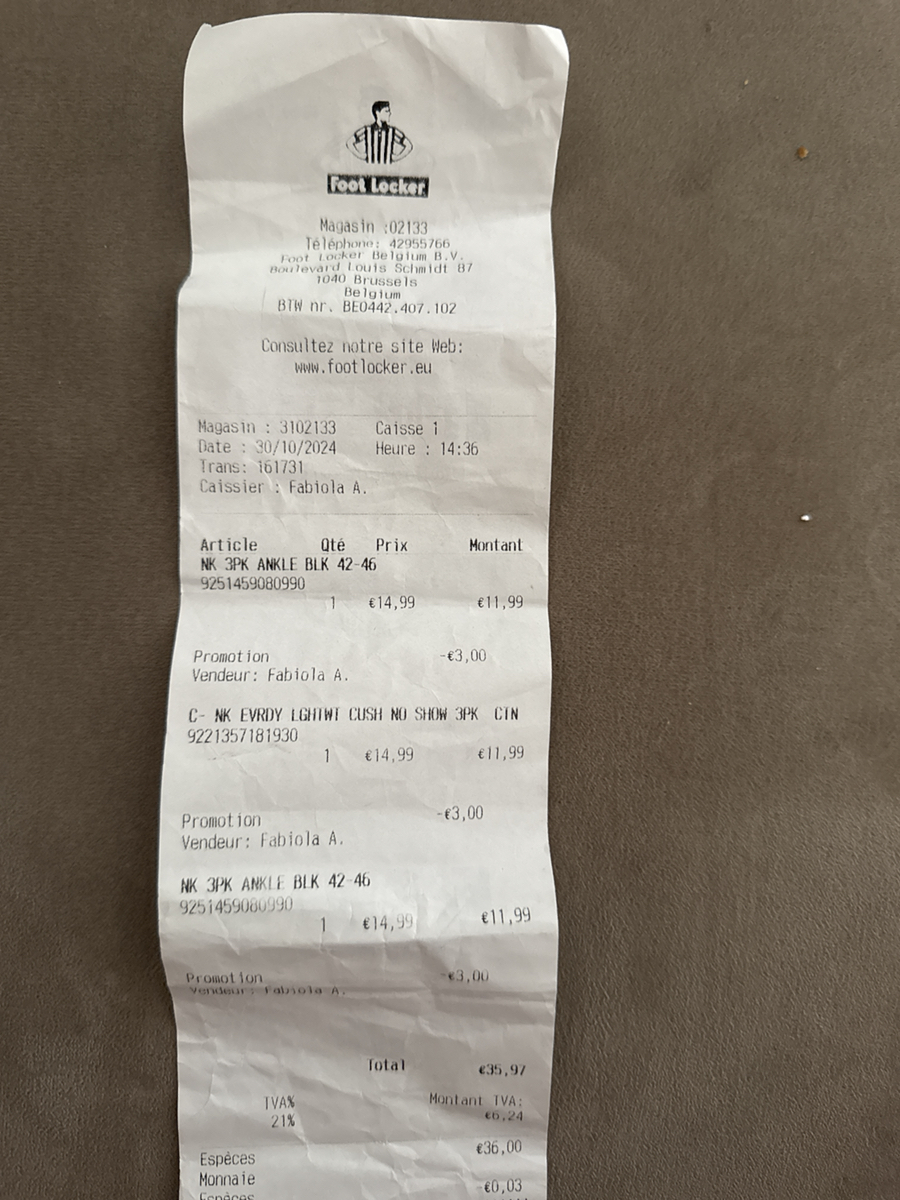 Foot Locker
Magasin :02133
Téléphone: 42955766
Foot Locker Belgium B.V.
Boulevard Louis Schmidt 87
1040 Brussels
Belgium
BTW nr. BE0442.407.102
Consultez notre site Web:
www.footlocker.eu
Magasin : 3102133 Caisse 1
Date : 30/10/2024 Heure : 14:36
Trans: 161731
Caissier : Fabiola A.
Article Qté Prix Montant
NK 3PK ANKLE BLK 42-46
9251459080990
1 €14,99 €11,99
Promotion -€3,00
Vendeur: Fabiola A.
C- NK EVRDY LGHTWT CUSH NO SHOW 3PK CTN
9221357181930
1 €14,99 €11,99
Promotion -€3,00
Vendeur: Fabiola A.
NK 3PK ANKLE BLK 42-46
9251459080990
1 €14,99 €11,99
Promotion -€3,00
Vendeur: Fabiola A.
Total €35,97
TVA% Montant TVA:
21% €6,24
Espèces €36,00
Monnaie -€0,03
Espèces